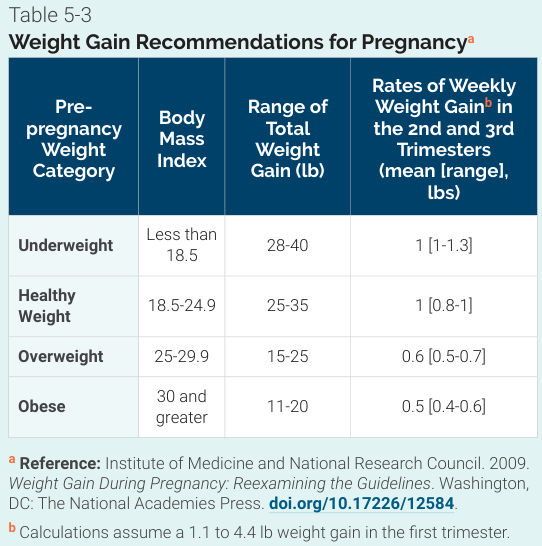 Table 5-3
Weight Gain Recommendations for Pregnancyᵃ
Pre-
pregnancy
Weight
Category
Body
Mass
Index
Range of
Total
Weight
Gain (lb)
Rates of Weekly
Weight Gainᵇ in
the 2nd and 3rd
Trimesters
(mean [range],
lbs)
Underweight
Less than
18.5
28-40
1 [1-1.3]
Healthy
Weight
18.5-24.9
25-35
1 [0.8-1]
Overweight
25-29.9
15-25
0.6 [0.5-0.7]
Obese
30 and
greater
11-20
0.5 [0.4-0.6]
ᵃ Reference: Institute of Medicine and National Research Council. 2009.
Weight Gain During Pregnancy: Reexamining the Guidelines. Washington,
DC: The National Academies Press. doi.org/10.17226/12584.
ᵇ Calculations assume a 1.1 to 4.4 lb weight gain in the first trimester.